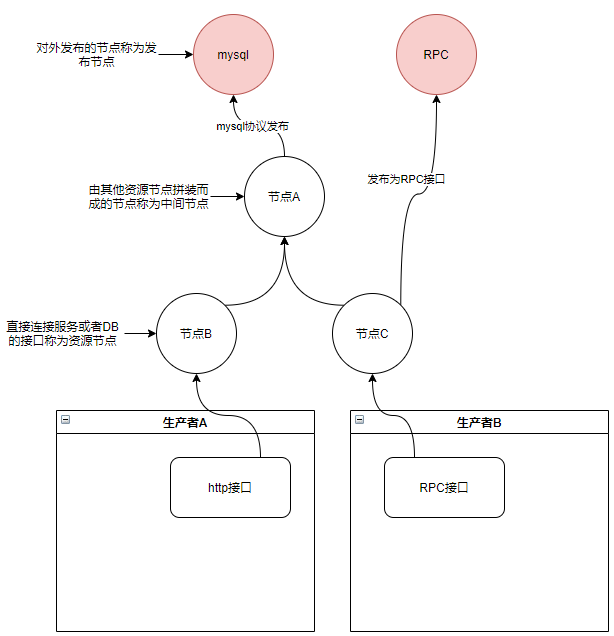 对外发布的节点称为发
布节点
mysql
RPC
mysql协议发布
由其他资源节点拼装而
成的节点称为中间节点
节点A
发布为RPC接口
直接连接服务或者DB
的接口称为资源节点
节点B
节点C
生产者A
生产者B
http接口
RPC接口